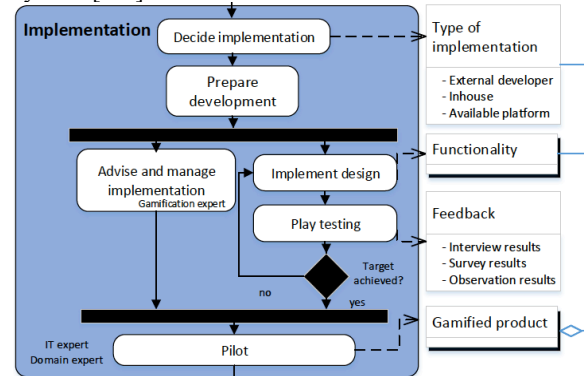 Implementation
Decide implementation
Prepare
development
Advise and manage
implementation
Gamification expert
Implement design
Play testing
Target
achieved?
no
yes
IT expert
Domain expert
Pilot
Type of
implementation
- External developer
- Inhouse
- Available platform
Functionality
Feedback
- Interview results
- Survey results
- Observation results
Gamified product